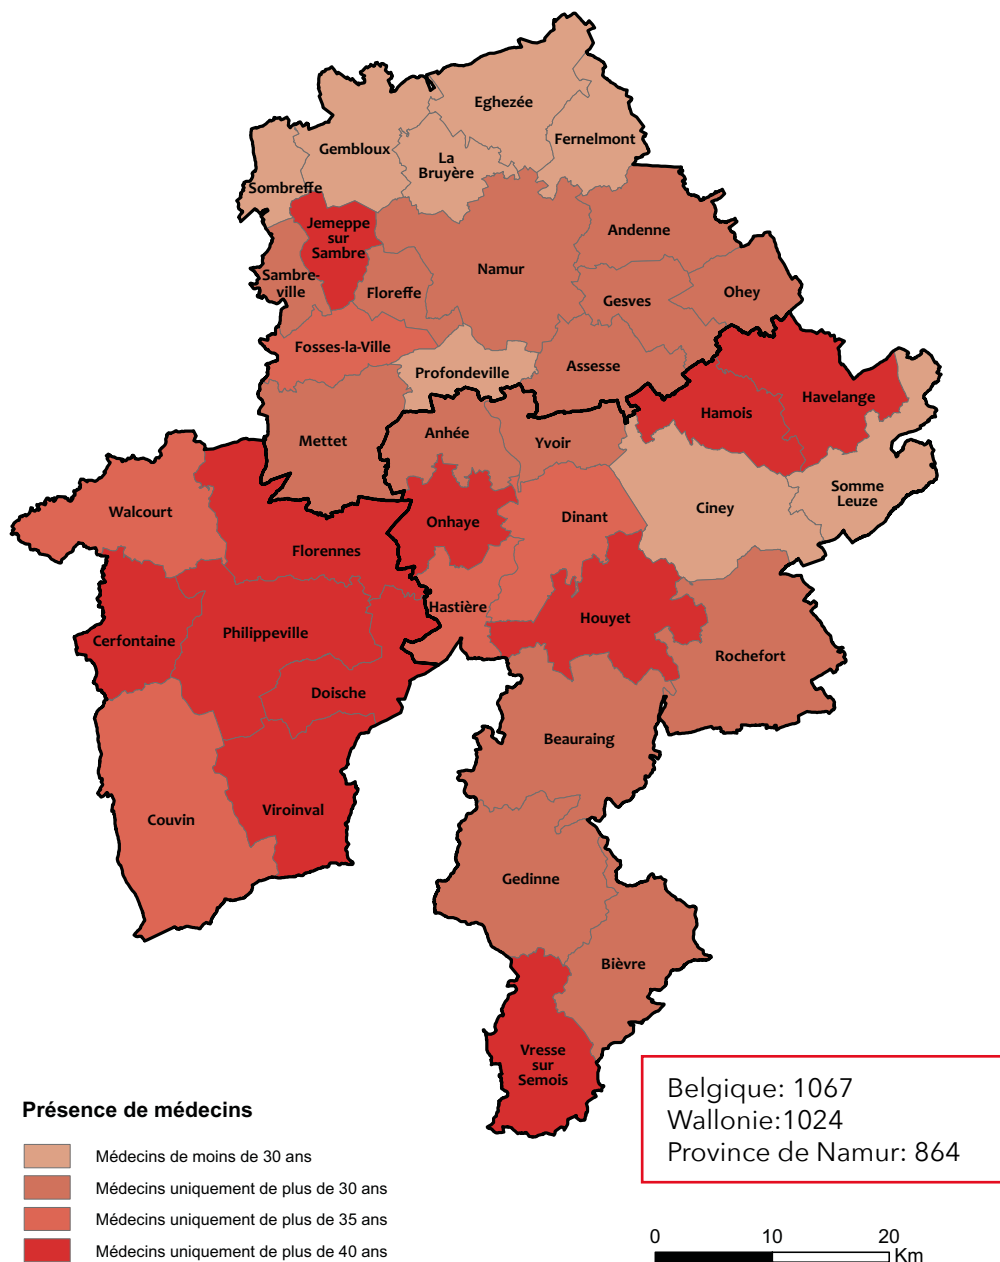 Eghezée
Fernelmont
Gembloux
La
Bruyère
Sombreffe
Jemeppe
sur
Sambre
Andenne
Namur
Sambre-
ville
Floreffe
Gesves
Ohey
Fosses-la-Ville
Profondeville
Assesse
Havelange
Hamois
Mettet
Anhée
Yvoir
Somme
Leuze
Ciney
Walcourt
Onhaye
Dinant
Florennes
Hastière
Houyet
Cerfontaine
Philippeville
Rochefort
Doische
Beauraing
Viroinval
Couvin
Gedinne
Bièvre
Vresse
sur
Semois
Belgique: 1067
Wallonie:1024
Province de Namur: 864
Présence de médecins
Médecins de moins de 30 ans
Médecins uniquement de plus de 30 ans
Médecins uniquement de plus de 35 ans
Médecins uniquement de plus de 40 ans
0 10 20
Km